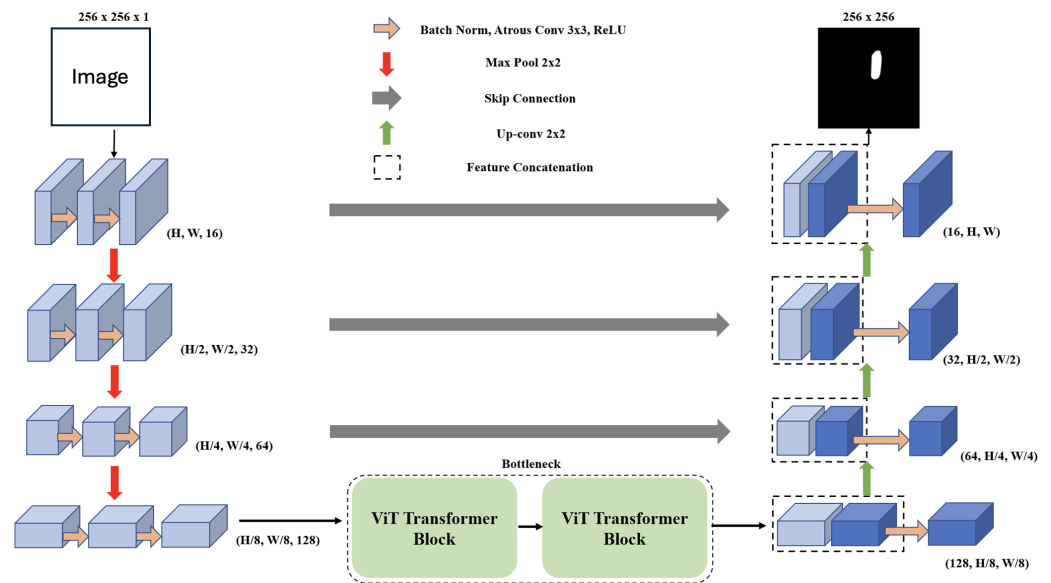 256 x 256 x 1
Image
Batch Norm, Atrous Conv 3x3, ReLU
Max Pool 2x2
Skip Connection
Up-conv 2x2
Feature Concatenation
256 x 256
(H, W, 16)
(16, H, W)
(H/2, W/2, 32)
(32, H/2, W/2)
(H/4, W/4, 64)
(64, H/4, W/4)
Bottleneck
ViT Transformer
Block
ViT Transformer
Block
(H/8, W/8, 128)
(128, H/8, W/8)